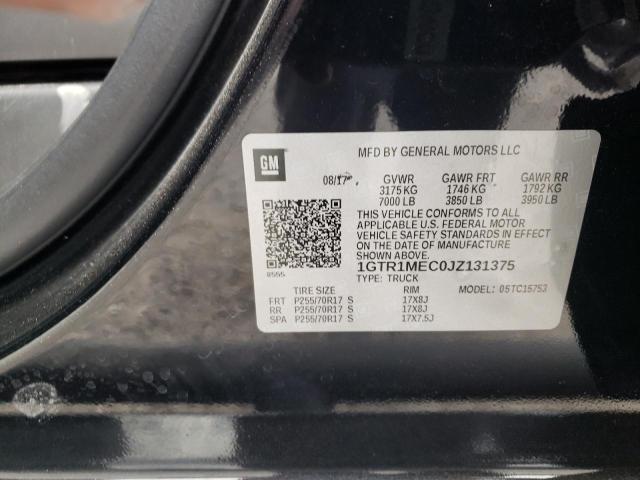 GM
MFD BY GENERAL MOTORS LLC
08/17 GVWR GAWR FRT GAWR RR
3175 KG 1746 KG 1792 KG
7000 LB 3850 LB 3950 LB
THIS VEHICLE CONFORMS TO ALL
APPLICABLE U.S. FEDERAL MOTOR
VEHICLE SAFETY STANDARDS IN EFFECT
ON THE DATE OF MANUFACTURE
SHOWN ABOVE.
1GTR1MEC0JZ131375
TYPE: TRUCK
MODEL: 05TC15753
TIRE SIZE RIM
FRT P255/70R17 S 17X8J
RR P255/70R17 S 17X8J
SPA P255/70R17 S 17X7.5J